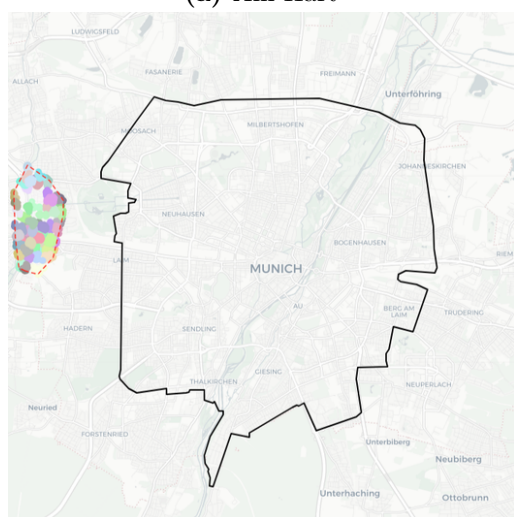 LUDWIGSFELD
ALLACH
FASANERIE
FREIMANN
Unterföhring
MOOSACH
MILBERTSHOFEN
JOHANNESKIRCHEN
NEUHAUSEN
BOGENHAUSEN
LAIM
RIEM
MUNICH
AU
BERG AM
LAIM
TRUDERING
HADERN
SENDLING
THALKIRCHEN
GIESING
NEUPERLACH
Neuried
FORSTENRIED
Unterbiberg
Neubiberg
Unterhaching
Ottobrunn